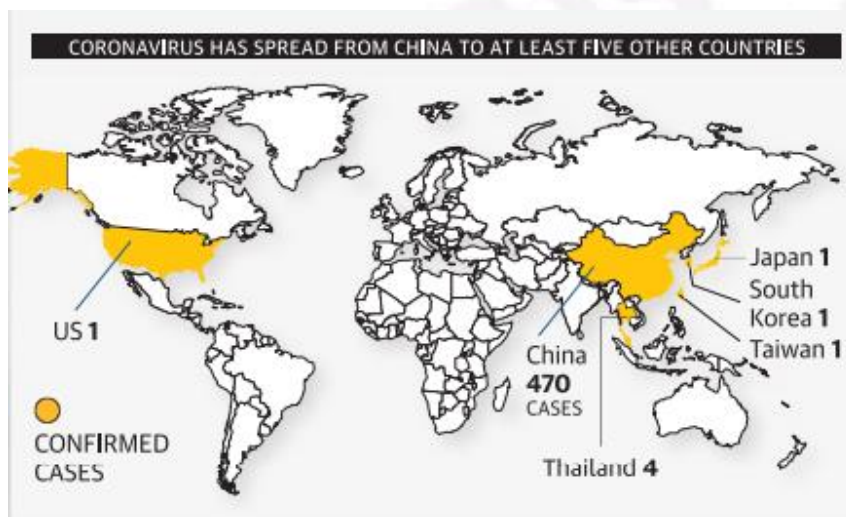 CORONAVIRUS HAS SPREAD FROM CHINA TO AT LEAST FIVE OTHER COUNTRIES
Japan 1
South
Korea 1
Taiwan 1
US 1
China
470
CASES
Thailand 4
CONFIRMED
CASES